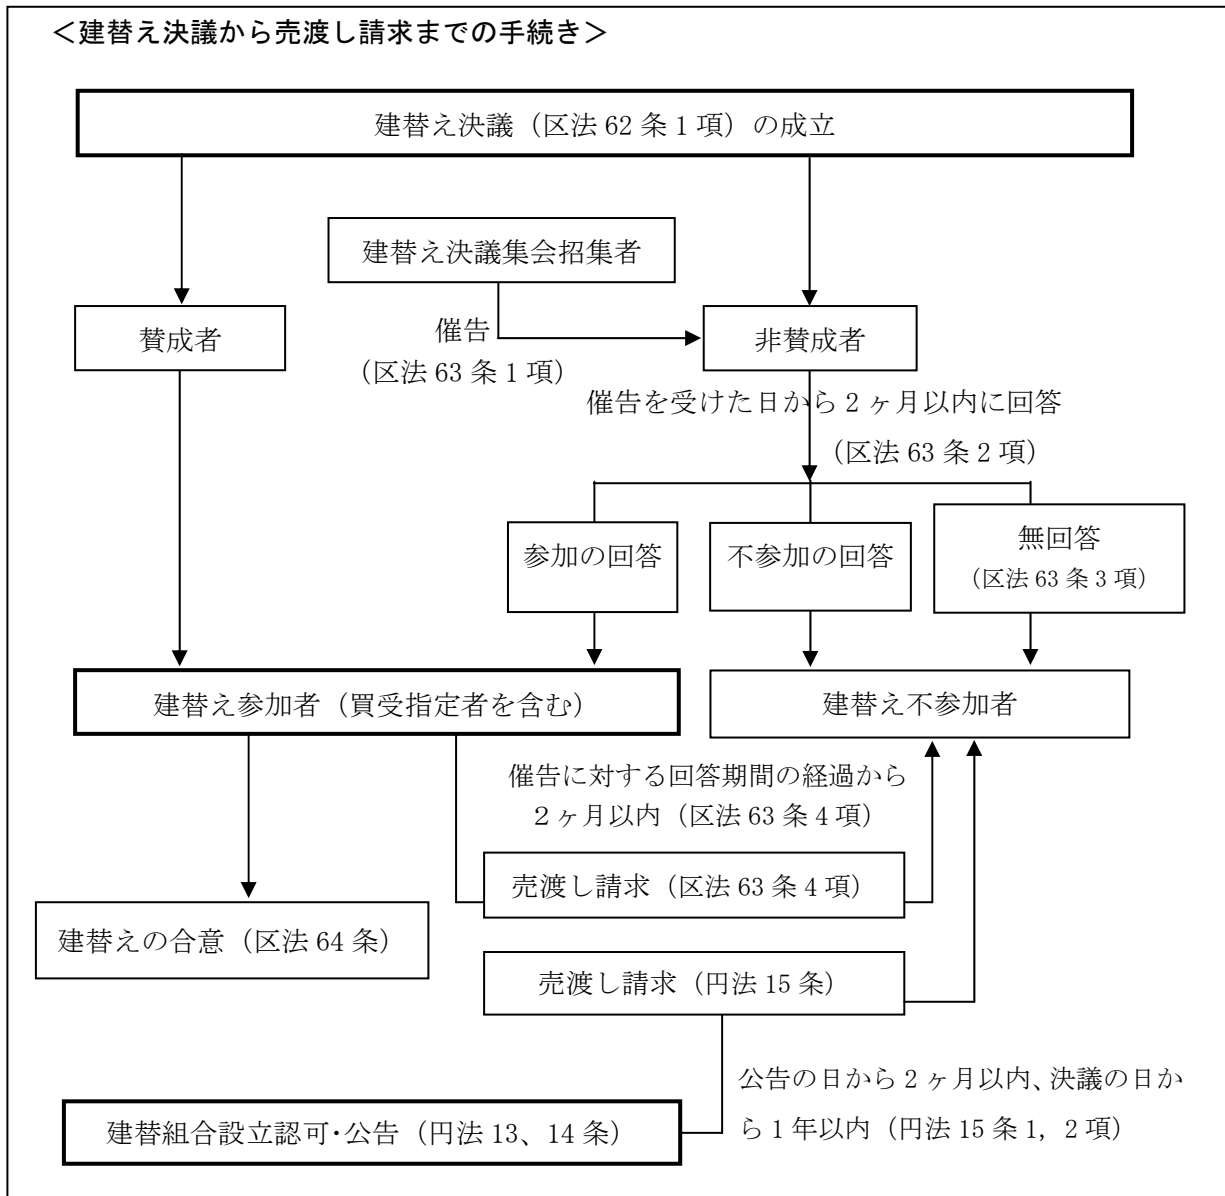 ＜建替え決議から売渡し請求までの手続き＞
建替え決議（区法 62 条 1 項）の成立
建替え決議集会招集者
賛成者
催告
（区法 63 条 1 項）
非賛成者
催告を受けた日から 2 ヶ月以内に回答
（区法 63 条 2 項）
参加の回答
不参加の回答
無回答
（区法 63 条 3 項）
建替え参加者（買受指定者を含む）
建替え不参加者
催告に対する回答期間の経過から
２ヶ月以内（区法 63 条 4 項）
売渡し請求（区法 63 条 4 項）
建替えの合意（区法 64 条）
売渡し請求（円法 15 条）
公告の日から 2 ヶ月以内、決議の日か
ら 1 年以内（円法 15 条 1，2 項）
建替組合設立認可・公告（円法 13、14 条）